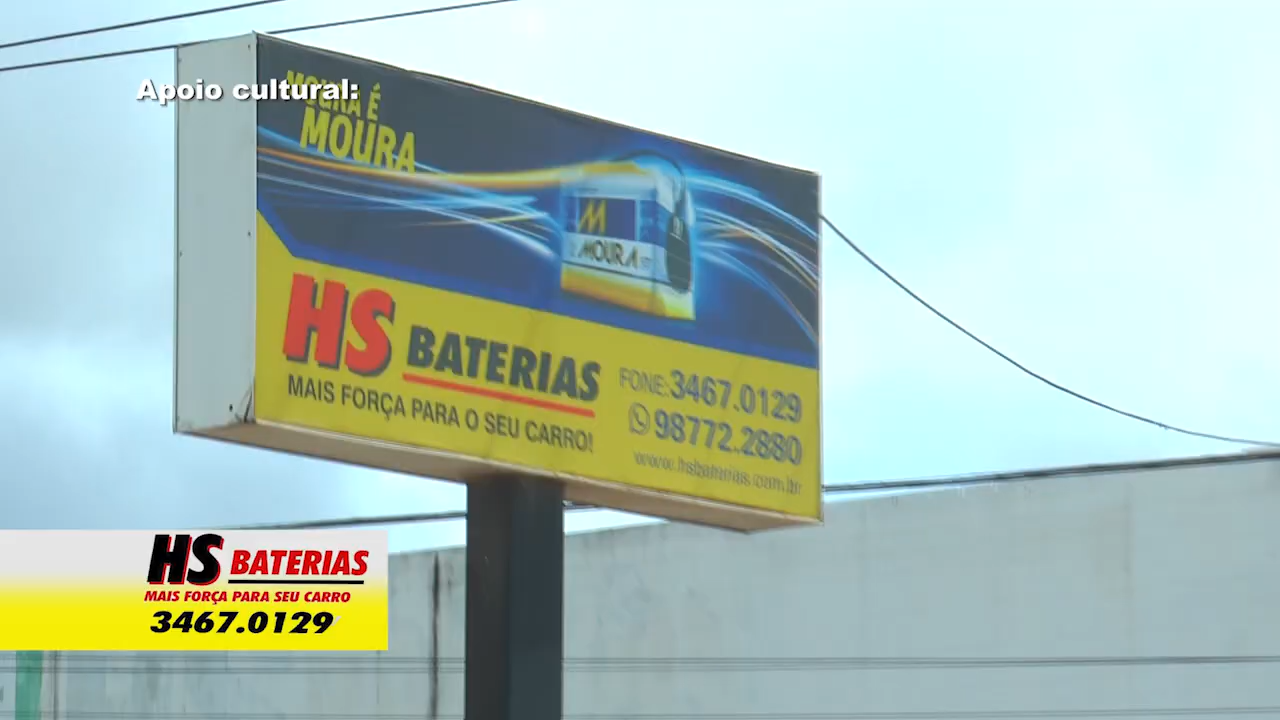 Apoio cultural:
MOURA É
MOURA
M
MOURA
HS BATERIAS
MAIS FORÇA PARA O SEU CARRO!
FONE: 3467.0129
98772.2880
www.hsbaterias.com.br
HS BATERIAS
MAIS FORÇA PARA SEU CARRO
3467.0129